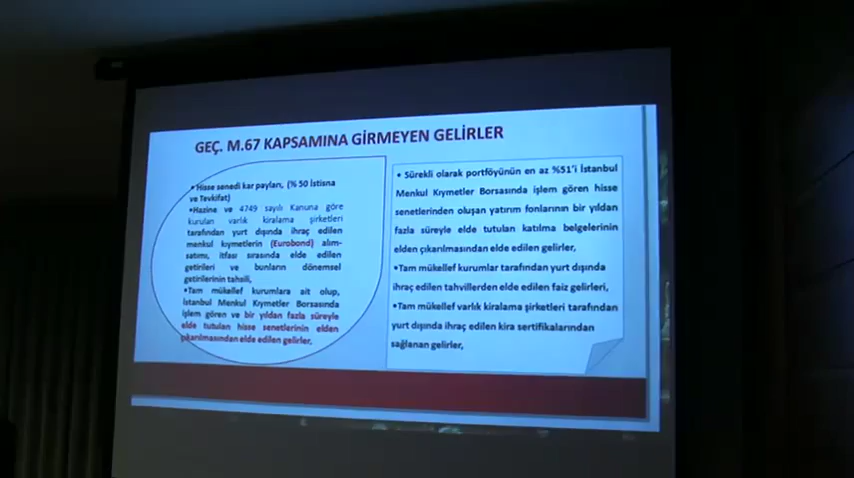 GEÇ. M.67 KAPSAMINA GİRMEYEN GELİRLER
• Hisse senedi kar payları, (% 50 İstisna
ve Tevkifat)
•Hazine ve 4749 sayılı Kanuna göre
kurulan varlık kiralama şirketleri
tarafından yurt dışında ihraç edilen
menkul kıymetlerin (Eurobond) alım-
satımı, itfası sırasında elde edilen
getirileri ve bunların dönemsel
getirilerinin tahsili,
•Tam mükellef kurumlara ait olup,
İstanbul Menkul Kıymetler Borsasında
işlem gören ve bir yıldan fazla süreyle
elde tutulan hisse senetlerinin elden
çıkarılmasından elde edilen gelirler,
• Sürekli olarak portföyünün en az %51'i İstanbul
Menkul Kıymetler Borsasında işlem gören hisse
senetlerinden oluşan yatırım fonlarının bir yıldan
fazla süreyle elde tutulan katılma belgelerinin
elden çıkarılmasından elde edilen gelirler,
•Tam mükellef kurumlar tarafından yurt dışında
ihraç edilen tahvillerden elde edilen faiz gelirleri,
•Tam mükellef varlık kiralama şirketleri tarafından
yurt dışında ihraç edilen kira sertifikalarından
sağlanan gelirler,